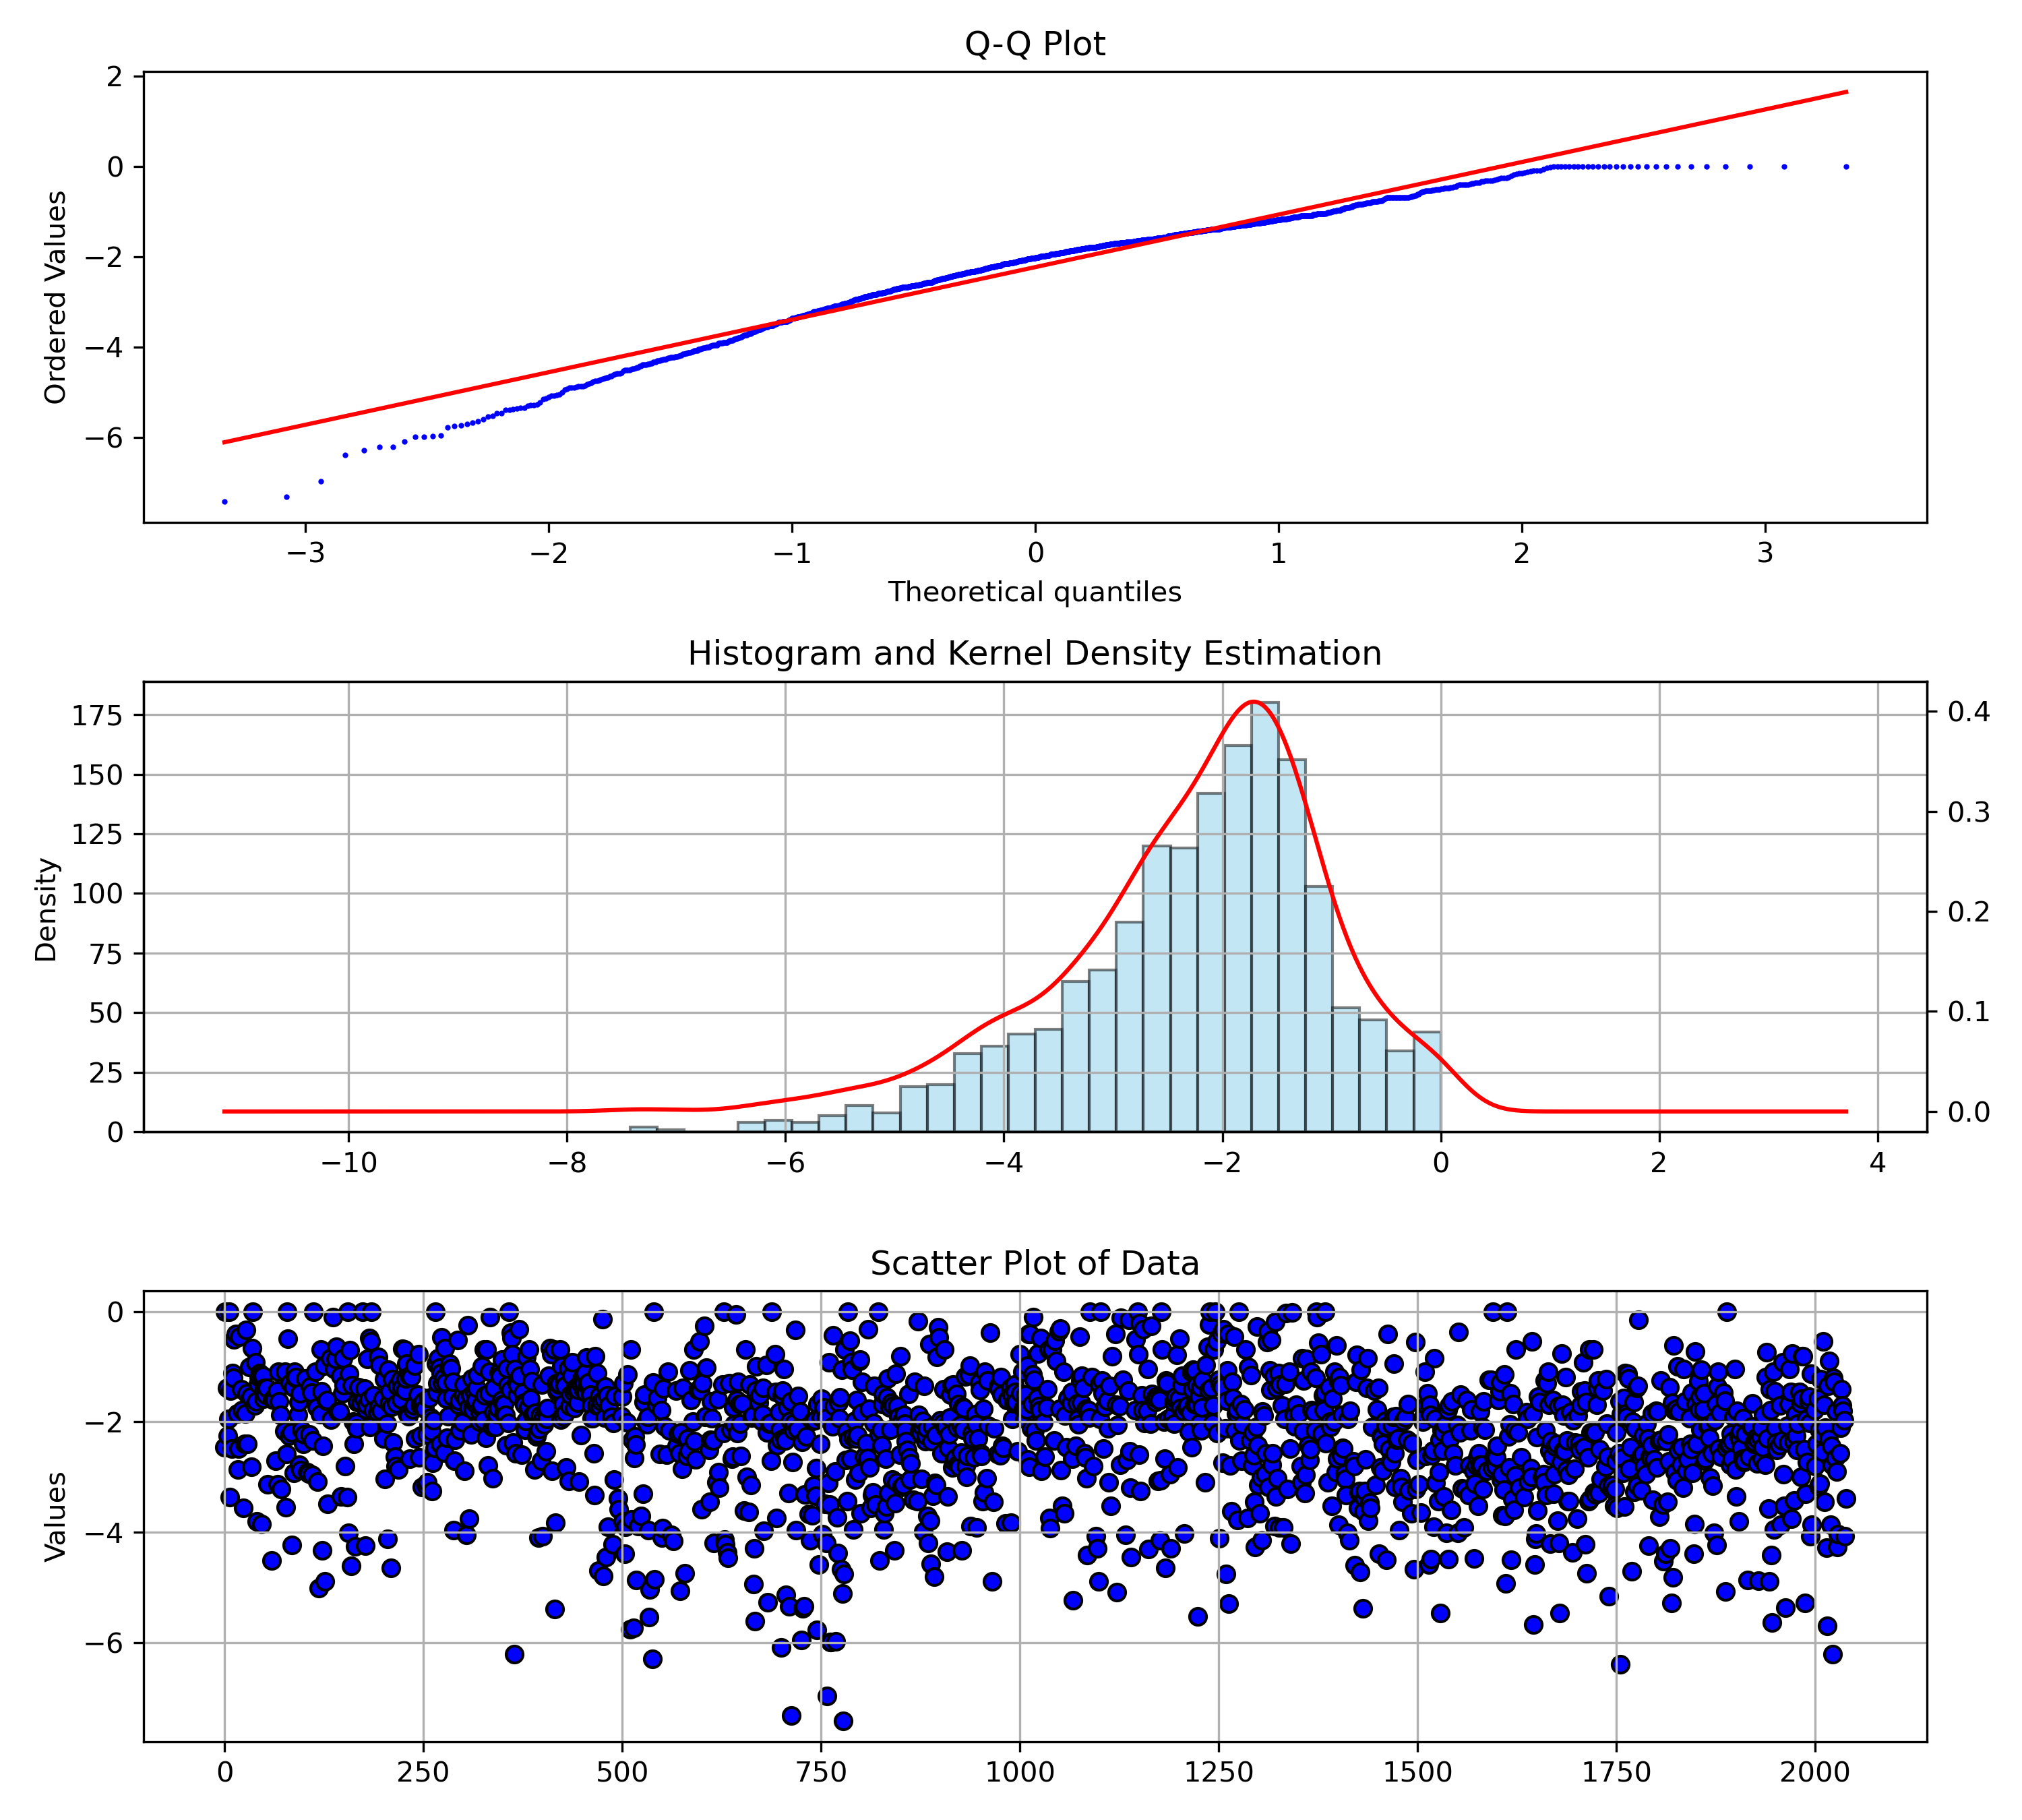 Q-Q Plot
2
0
−2
−4
−6
Ordered Values
−3 −2 −1 0 1 2 3
Theoretical quantiles
Histogram and Kernel Density Estimation
175
150
125
100
75
50
25
0
Density
0.4
0.3
0.2
0.1
0.0
−10 −8 −6 −4 −2 0 2 4
Scatter Plot of Data
0
−2
−4
−6
Values
0 250 500 750 1000 1250 1500 1750 2000